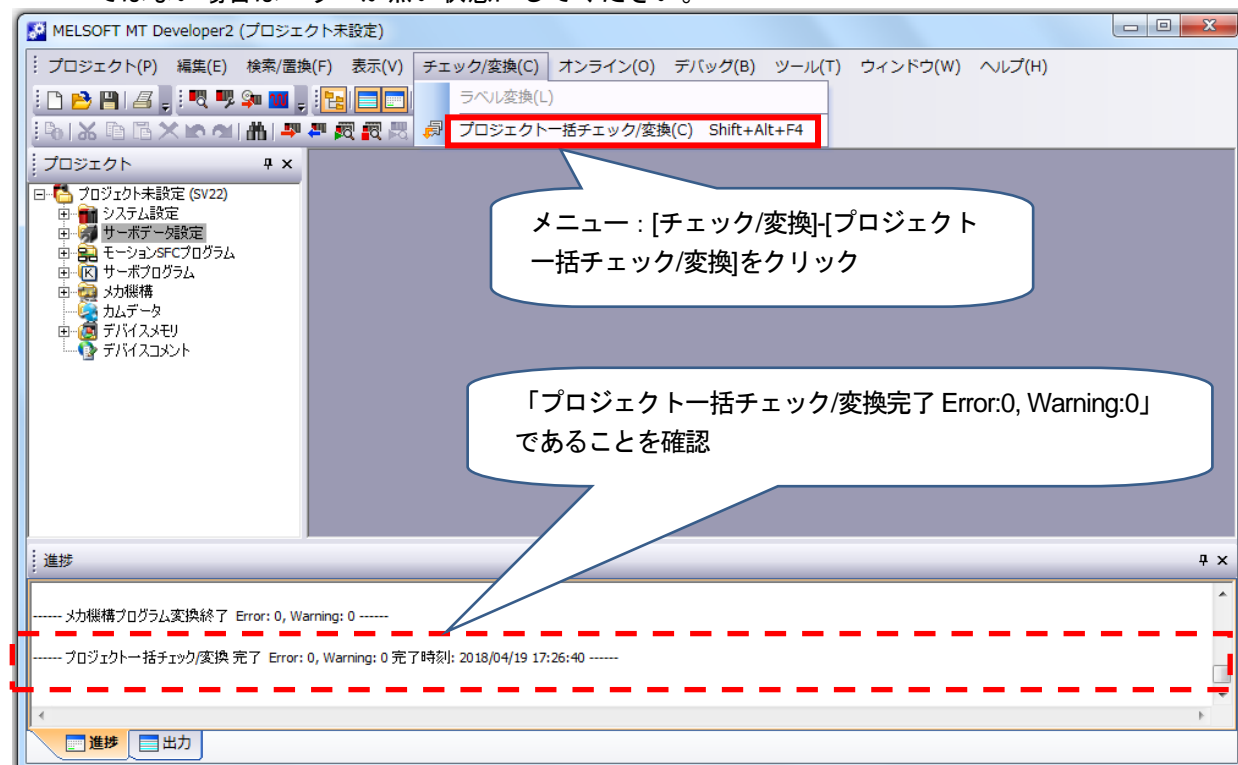 MELSOFT MT Developer2 (プロジェクト未設定)
プロジェクト(P) 編集(E) 検索/置換(F) 表示(V) チェック/変換(C) オンライン(O) デバッグ(B) ツール(T) ウィンドウ(W) ヘルプ(H)
ラベル変換(L)
プロジェクト一括チェック/変換(C) Shift+Alt+F4
プロジェクト
プロジェクト未設定 (SV22)
システム設定
サーボデータ設定
モーションSFCプログラム
サーボプログラム
メカ機構
カムデータ
デバイスメモリ
デバイスコメント
メニュー：[チェック/変換]-[プロジェクト
一括チェック/変換]をクリック
「プロジェクト一括チェック/変換完了 Error:0, Warning:0」
であることを確認
進捗
------ メカ機構プログラム変換終了 Error: 0, Warning: 0 ------
------ プロジェクト一括チェック/変換 完了 Error: 0, Warning: 0 完了時刻: 2018/04/19 17:26:40 ------
進捗 出力